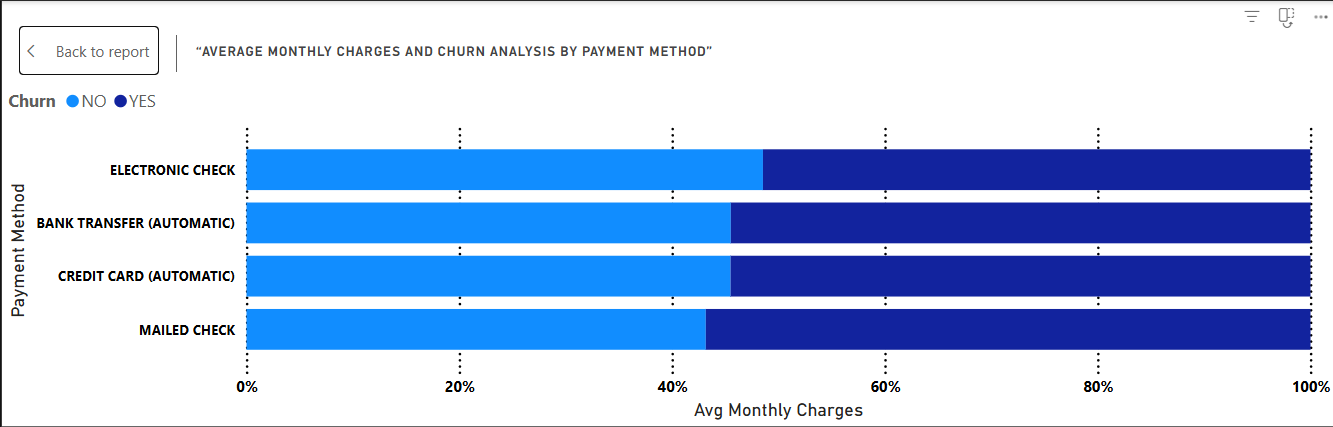 Back to report
“AVERAGE MONTHLY CHARGES AND CHURN ANALYSIS BY PAYMENT METHOD”
Churn NO YES
Payment Method
ELECTRONIC CHECK
BANK TRANSFER (AUTOMATIC)
CREDIT CARD (AUTOMATIC)
MAILED CHECK
0% 20% 40% 60% 80% 100%
Avg Monthly Charges